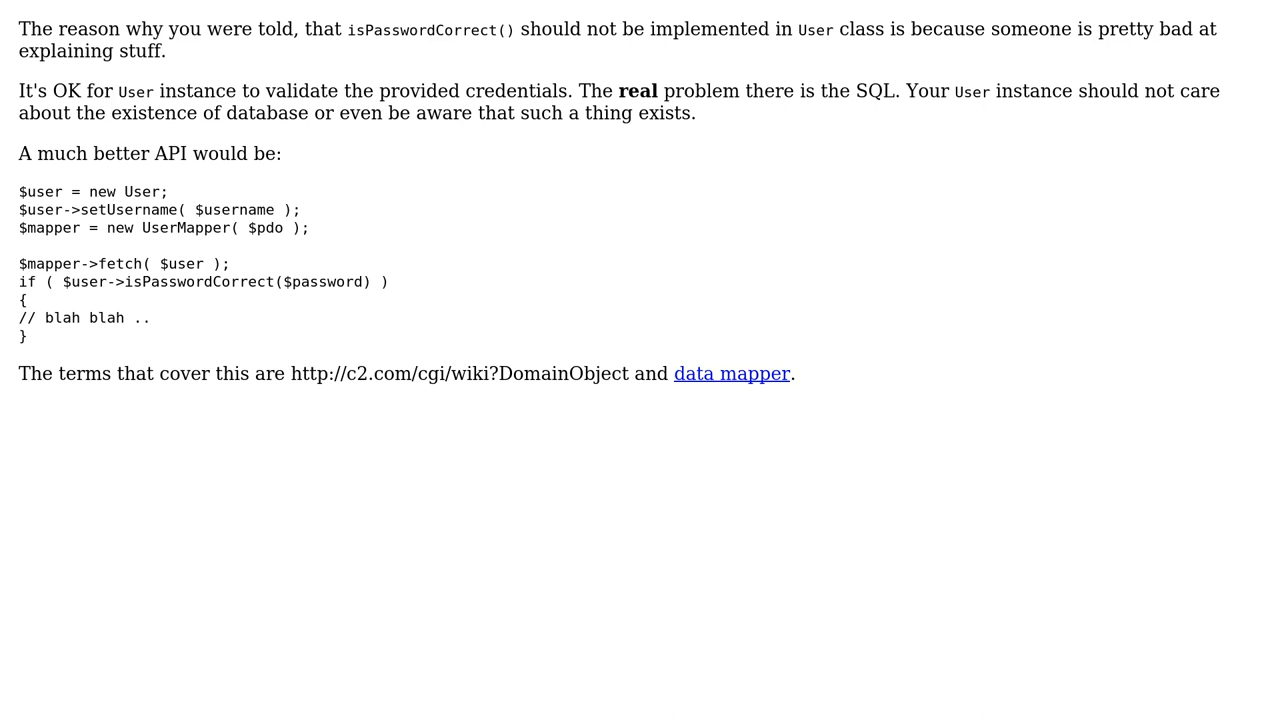 The reason why you were told, that isPasswordCorrect() should not be implemented in User class is because someone is pretty bad at
explaining stuff.
It's OK for User instance to validate the provided credentials. The real problem there is the SQL. Your User instance should not care
about the existence of database or even be aware that such a thing exists.
A much better API would be:
$user = new User;
$user->setUsername( $username );
$mapper = new UserMapper( $pdo );
$mapper->fetch( $user );
if ( $user->isPasswordCorrect($password) )
{
// blah blah ..
}
The terms that cover this are http://c2.com/cgi/wiki?DomainObject and data mapper.